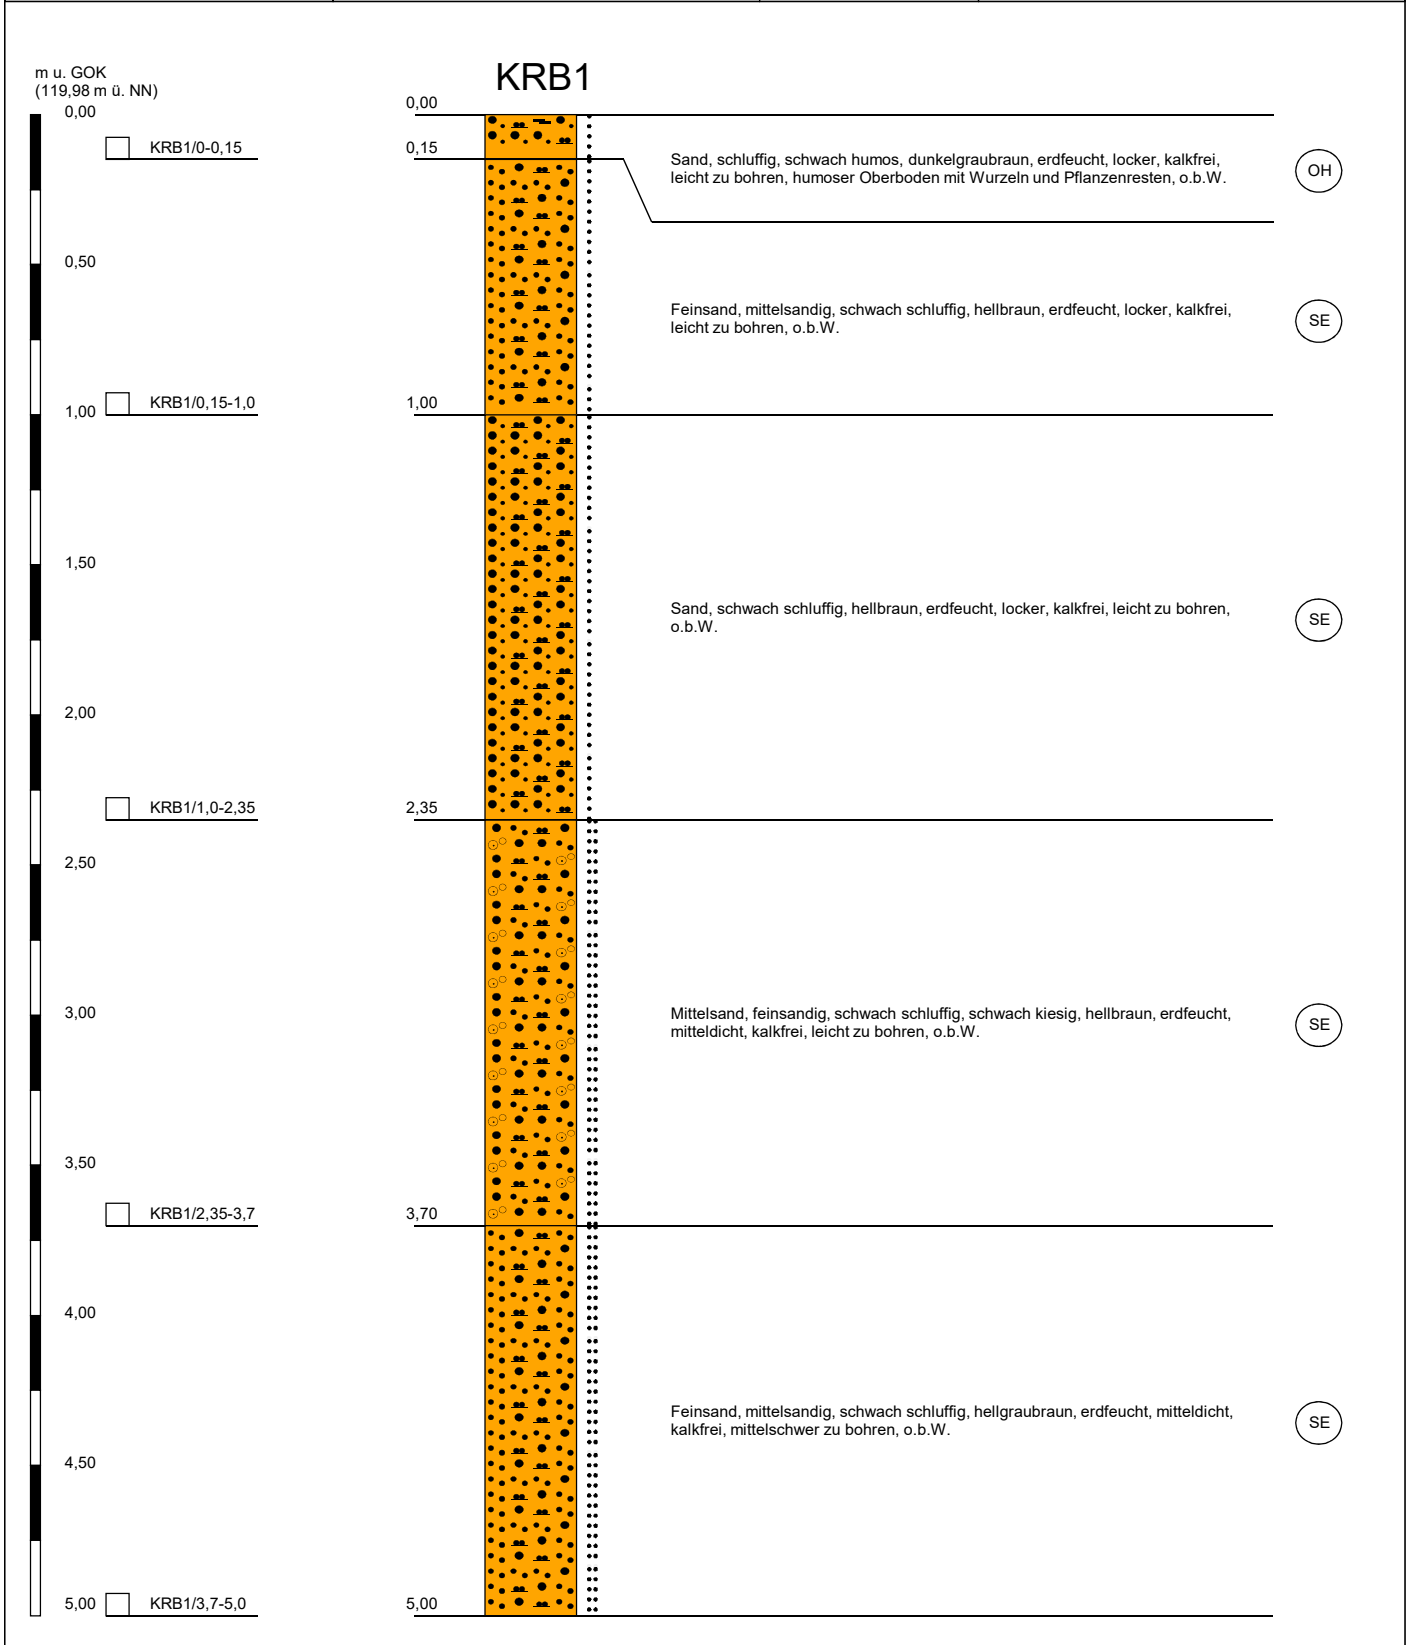 KRB1
m u. GOK
(119,98 m ü. NN)
0,00
0,00
KRB1/0-0,15
0,15
Sand, schluffig, schwach humos, dunkelgraubraun, erdfeucht, locker, kalkfrei,
leicht zu bohren, humoser Oberboden mit Wurzeln und Pflanzenresten, o.b.W.
OH
0,50
Feinsand, mittelsandig, schwach schluffig, hellbraun, erdfeucht, locker, kalkfrei,
leicht zu bohren, o.b.W.
SE
1,00
KRB1/0,15-1,0
1,00
1,50
Sand, schwach schluffig, hellbraun, erdfeucht, locker, kalkfrei, leicht zu bohren,
o.b.W.
SE
2,00
KRB1/1,0-2,35
2,35
2,50
3,00
Mittelsand, feinsandig, schwach schluffig, schwach kiesig, hellbraun, erdfeucht,
mitteldicht, kalkfrei, leicht zu bohren, o.b.W.
SE
3,50
KRB1/2,35-3,7
3,70
4,00
Feinsand, mittelsandig, schwach schluffig, hellgraubraun, erdfeucht, mitteldicht,
kalkfrei, mittelschwer zu bohren, o.b.W.
SE
4,50
5,00
KRB1/3,7-5,0
5,00